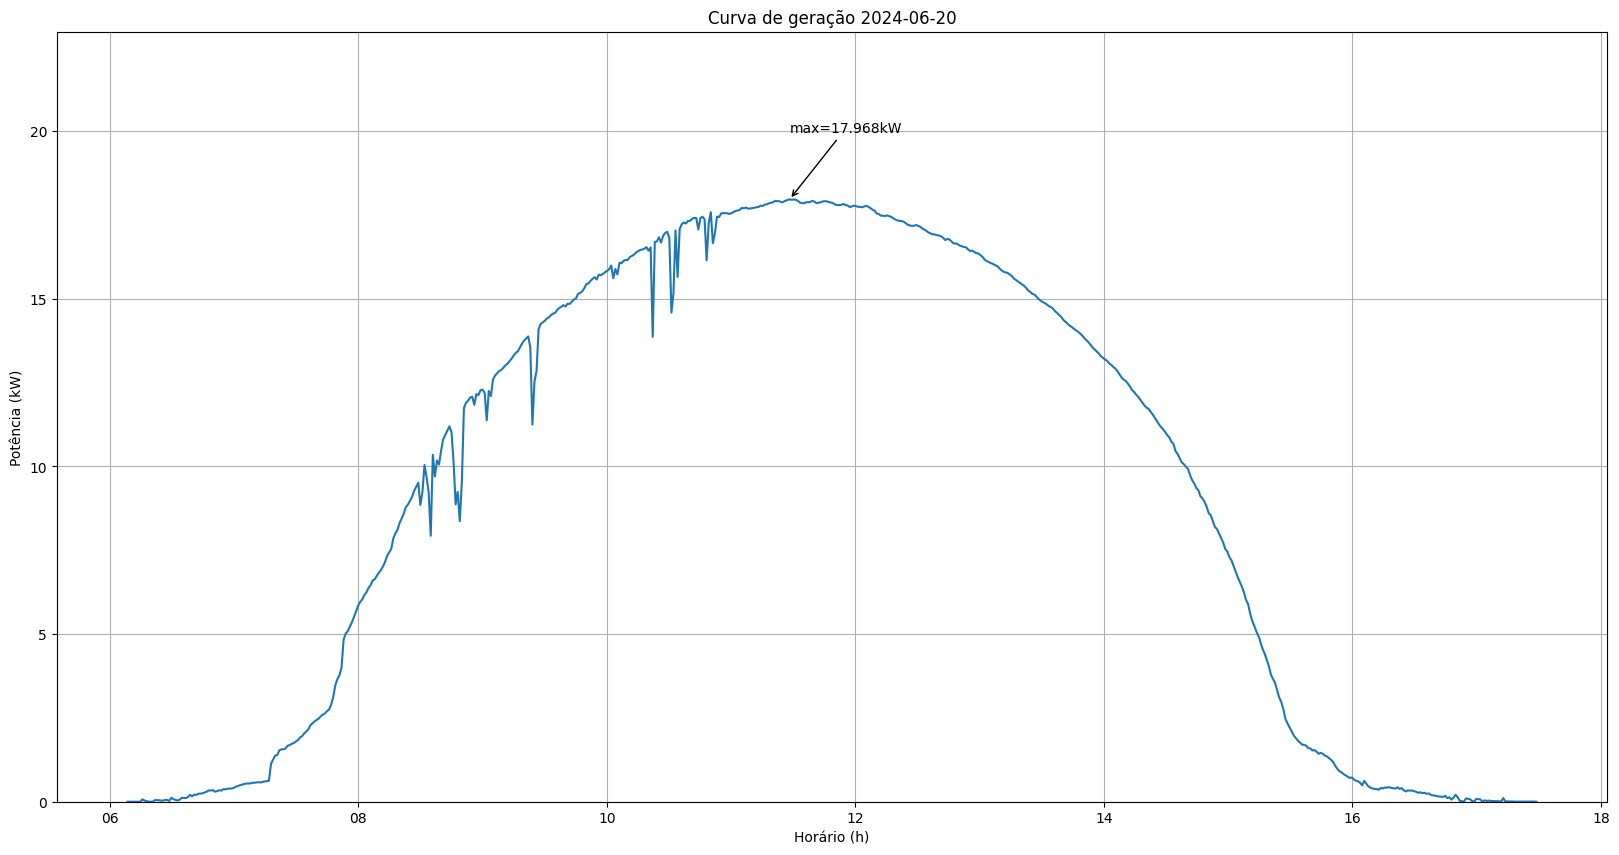 Curva de geração 2024-06-20
max=17.968kW
Potência (kW)
20
15
10
5
0
06 08 10 12 14 16 18
Horário (h)